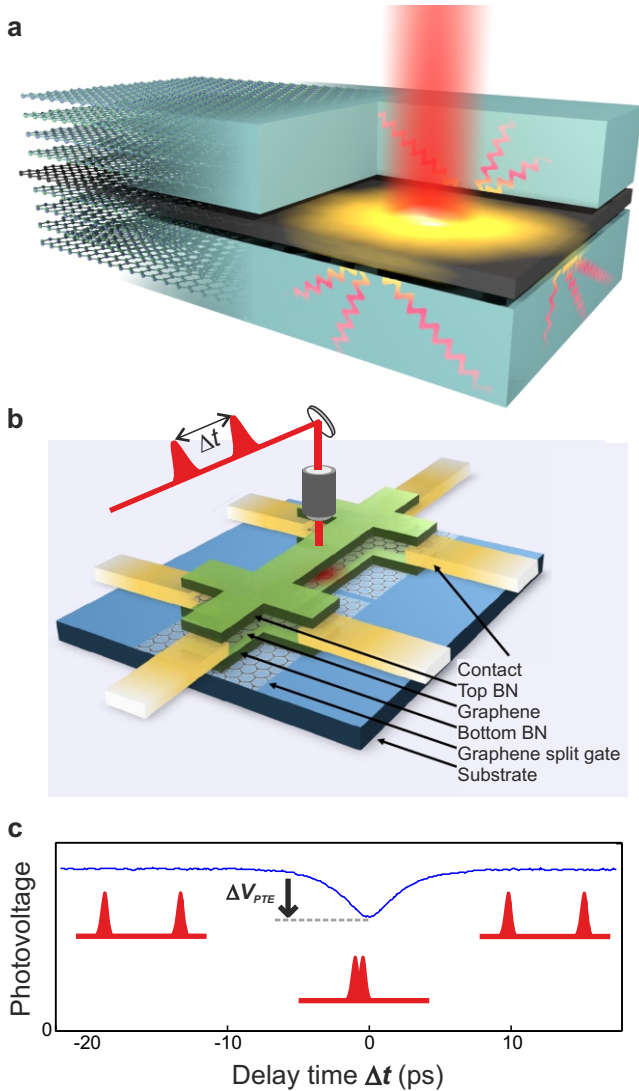 a
b
Δt
Contact
Top BN
Graphene
Bottom BN
Graphene split gate
Substrate
c
Photovoltage
ΔV_PTE
0
-20 -10 0 10
Delay time Δt (ps)